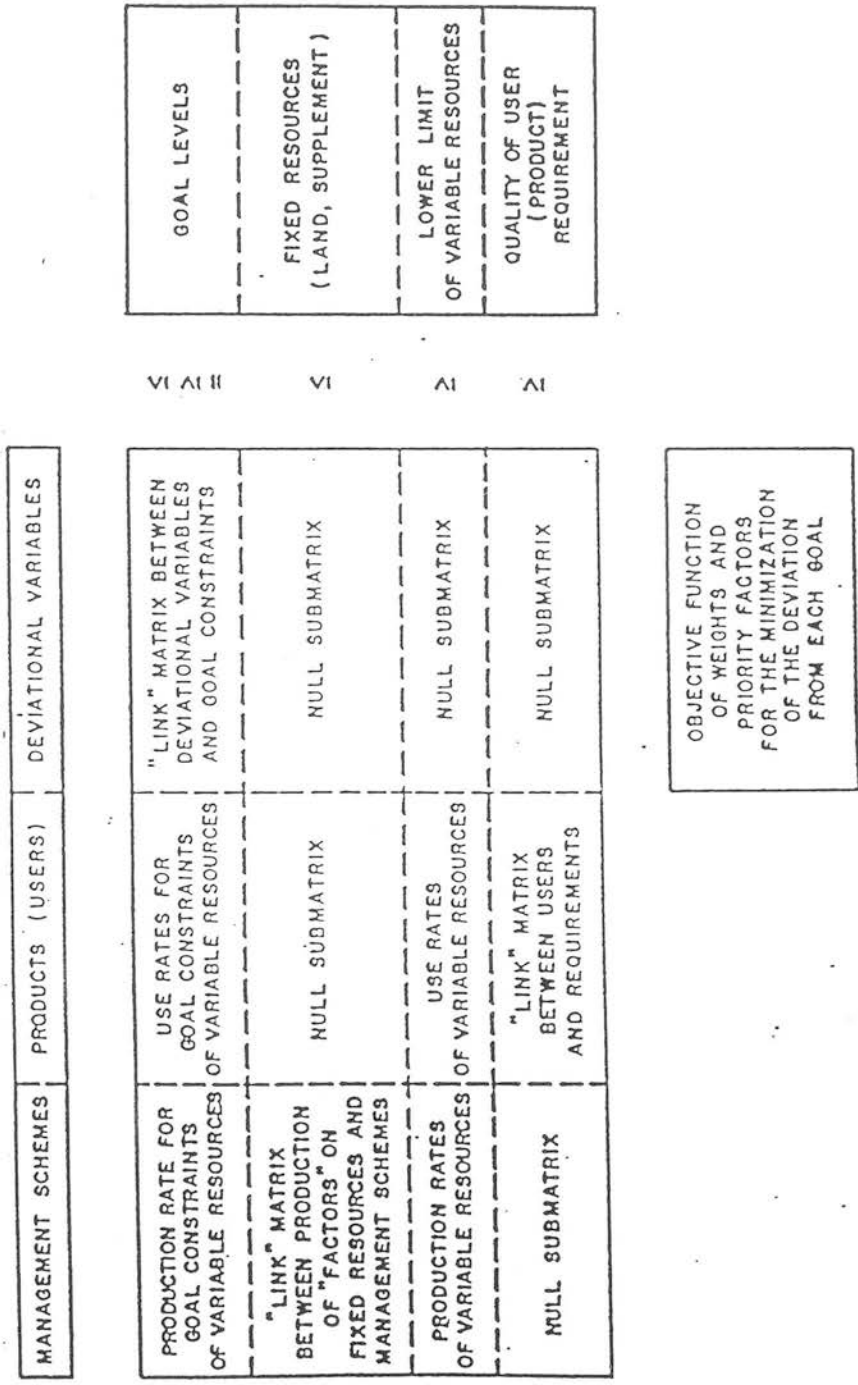 MANAGEMENT SCHEMES
PRODUCTS (USERS)
DEVIATIONAL VARIABLES
PRODUCTION RATE FOR
GOAL CONSTRAINTS
OF VARIABLE RESOURCES
USE RATES FOR
GOAL CONSTRAINTS
OF VARIABLE RESOURCES
"LINK" MATRIX BETWEEN
DEVIATIONAL VARIABLES
AND GOAL CONSTRAINTS
≤
≥
=
GOAL LEVELS
"LINK" MATRIX
BETWEEN PRODUCTION
OF "FACTORS" ON
FIXED RESOURCES AND
MANAGEMENT SCHEMES
NULL SUBMATRIX
NULL SUBMATRIX
≤
FIXED RESOURCES
(LAND, SUPPLEMENT)
PRODUCTION RATES
OF VARIABLE RESOURCES
USE RATES
OF VARIABLE RESOURCES
NULL SUBMATRIX
≥
LOWER LIMIT
OF VARIABLE RESOURCES
NULL SUBMATRIX
"LINK" MATRIX
BETWEEN USERS
AND REQUIREMENTS
NULL SUBMATRIX
≥
QUALITY OF USER
(PRODUCT)
REQUIREMENT
OBJECTIVE FUNCTION
OF WEIGHTS AND
PRIORITY FACTORS
FOR THE MINIMIZATION
OF THE DEVIATION
FROM EACH GOAL